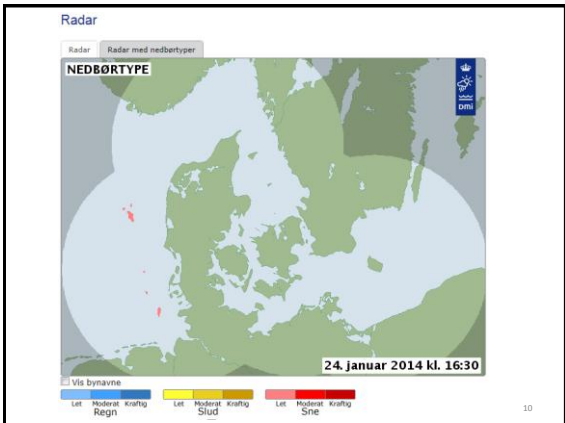 Radar
Radar Radar med nedbørtyper
NEDBØRTYPE
DMI
24. januar 2014 kl. 16:30
Vis bynavne
Let Moderat Kraftig Let Moderat Kraftig Let Moderat Kraftig
Regn Slud Sne
10